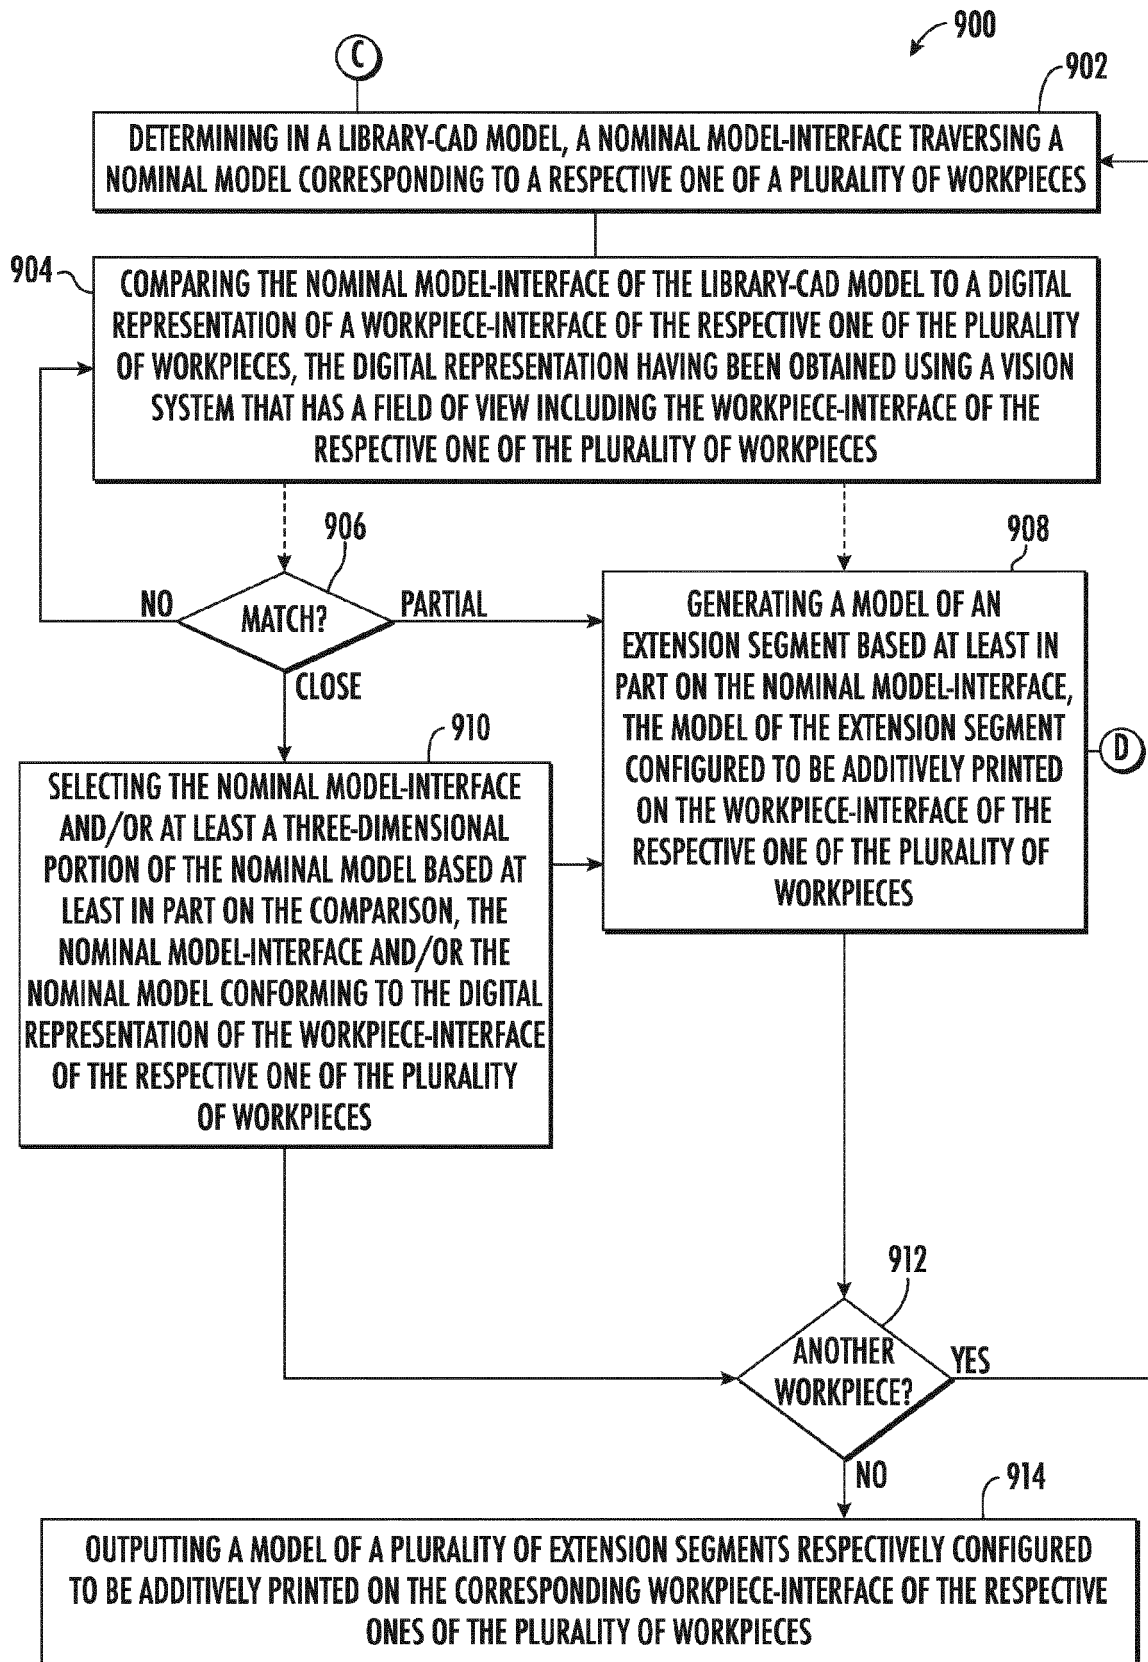 900
C
902
DETERMINING IN A LIBRARY-CAD MODEL, A NOMINAL MODEL-INTERFACE TRAVERSING A
NOMINAL MODEL CORRESPONDING TO A RESPECTIVE ONE OF A PLURALITY OF WORKPIECES
904
COMPARING THE NOMINAL MODEL-INTERFACE OF THE LIBRARY-CAD MODEL TO A DIGITAL
REPRESENTATION OF A WORKPIECE-INTERFACE OF THE RESPECTIVE ONE OF THE PLURALITY
OF WORKPIECES, THE DIGITAL REPRESENTATION HAVING BEEN OBTAINED USING A VISION
SYSTEM THAT HAS A FIELD OF VIEW INCLUDING THE WORKPIECE-INTERFACE OF THE
RESPECTIVE ONE OF THE PLURALITY OF WORKPIECES
906
NO
MATCH?
PARTIAL
CLOSE
908
GENERATING A MODEL OF AN
EXTENSION SEGMENT BASED AT LEAST IN
PART ON THE NOMINAL MODEL-INTERFACE,
THE MODEL OF THE EXTENSION SEGMENT
CONFIGURED TO BE ADDITIVELY PRINTED
ON THE WORKPIECE-INTERFACE OF THE
RESPECTIVE ONE OF THE PLURALITY OF
WORKPIECES
D
910
SELECTING THE NOMINAL MODEL-INTERFACE
AND/OR AT LEAST A THREE-DIMENSIONAL
PORTION OF THE NOMINAL MODEL BASED AT
LEAST IN PART ON THE COMPARISON, THE
NOMINAL MODEL-INTERFACE AND/OR THE
NOMINAL MODEL CONFORMING TO THE DIGITAL
REPRESENTATION OF THE WORKPIECE-INTERFACE
OF THE RESPECTIVE ONE OF THE PLURALITY
OF WORKPIECES
912
ANOTHER
WORKPIECE?
YES
NO
914
OUTPUTTING A MODEL OF A PLURALITY OF EXTENSION SEGMENTS RESPECTIVELY CONFIGURED
TO BE ADDITIVELY PRINTED ON THE CORRESPONDING WORKPIECE-INTERFACE OF THE RESPECTIVE
ONES OF THE PLURALITY OF WORKPIECES